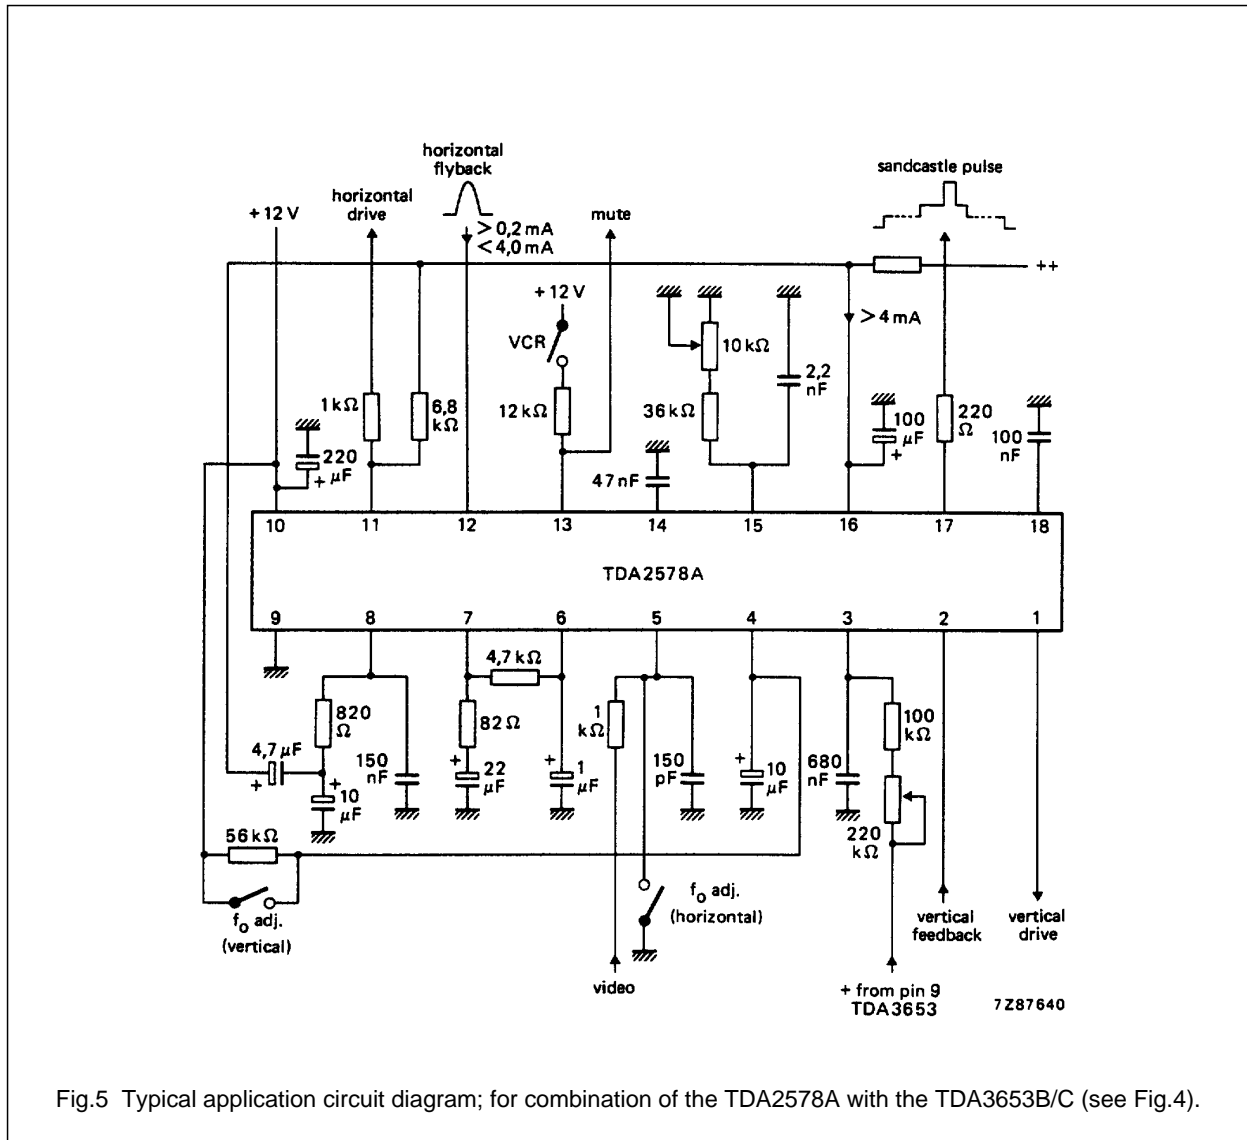 horizontal
flyback
sandcastle pulse
horizontal
drive
+12 V
mute
> 0,2 mA
< 4,0 mA
++
+12 V
VCR
> 4 mA
10 kΩ
2,2
nF
1 kΩ
6,8
kΩ
12 kΩ
36 kΩ
100
µF
+
220
Ω
100
nF
220
µF
+
47 nF
10 11 12 13 14 15 16 17 18
TDA2578A
9 8 7 6 5 4 3 2 1
4,7 kΩ
820
Ω
82 Ω
1
kΩ
100
kΩ
4,7 µF
+
150
nF
+
10
µF
+
22
µF
+
1
µF
150
pF
+
10
µF
680
nF
220
kΩ
56 kΩ
fo adj.
(vertical)
fo adj.
(horizontal)
vertical
feedback
vertical
drive
video
+ from pin 9
TDA3653
7Z87640
Fig.5 Typical application circuit diagram; for combination of the TDA2578A with the TDA3653B/C (see Fig.4).